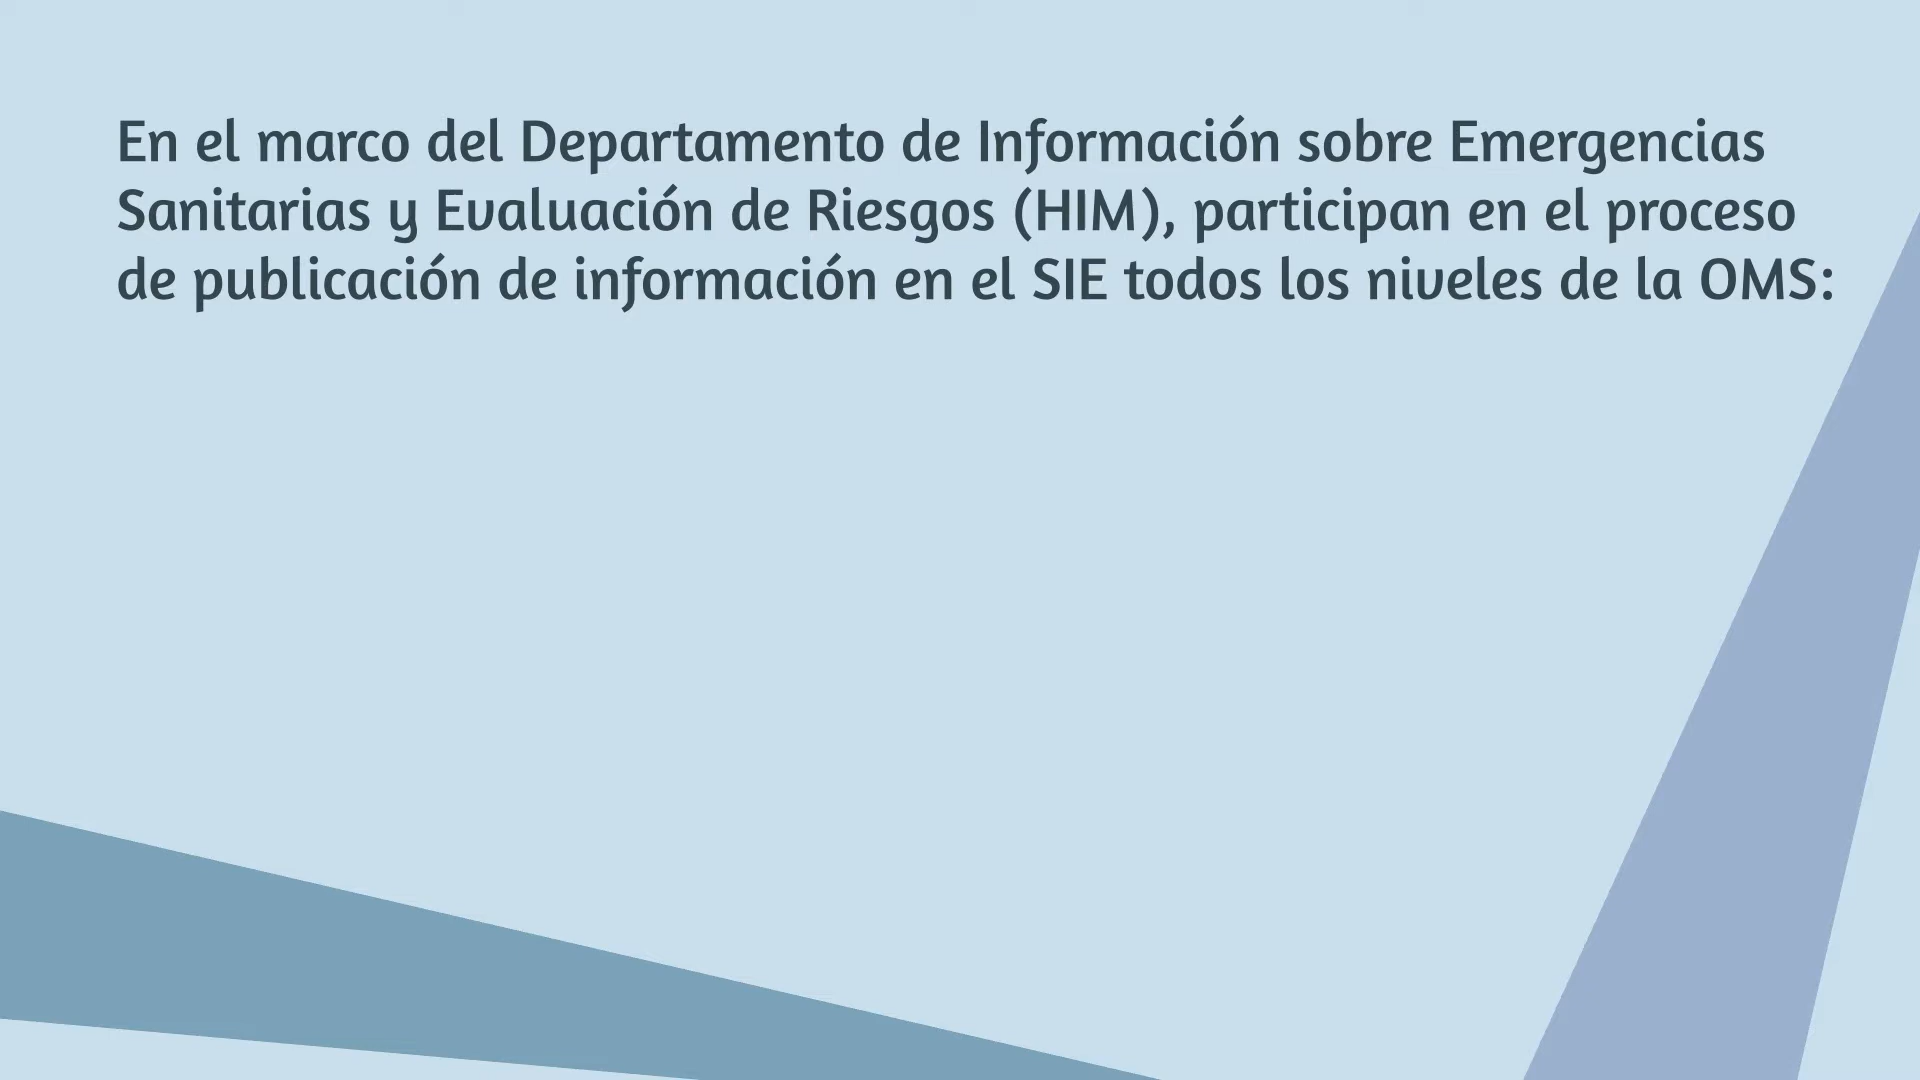 En el marco del Departamento de Información sobre Emergencias
Sanitarias y Evaluación de Riesgos (HIM), participan en el proceso
de publicación de información en el SIE todos los niveles de la OMS: